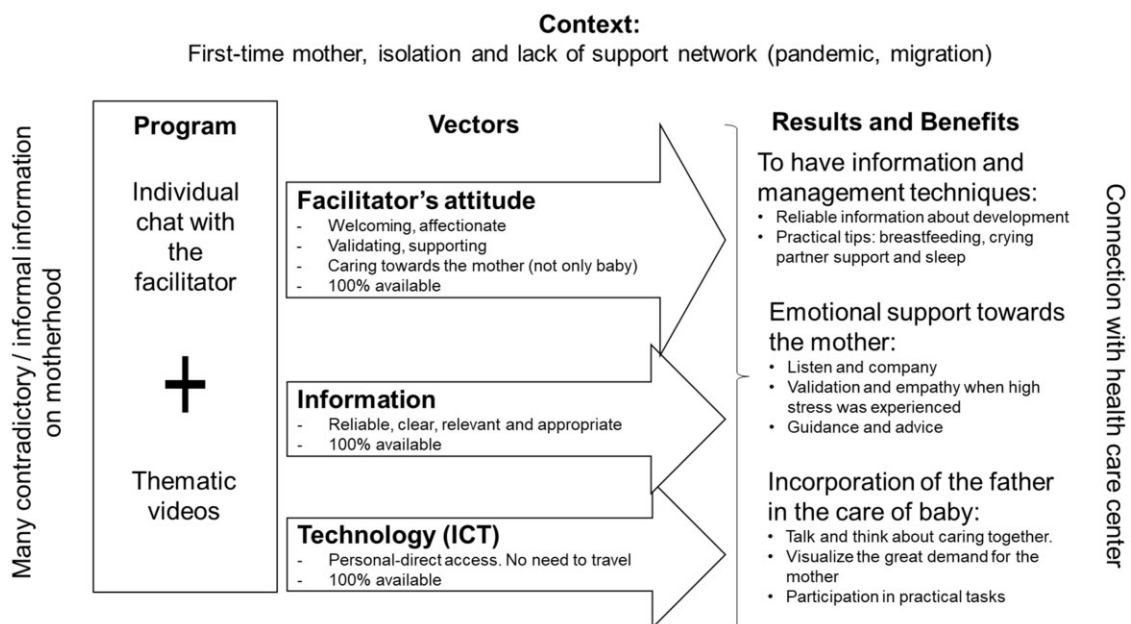 Context:
First-time mother, isolation and lack of support network (pandemic, migration)
Many contradictory / informal information
on motherhood
Program
Individual
chat with
the
facilitator
+
Thematic
videos
Vectors
Facilitator's attitude
- Welcoming, affectionate
- Validating, supporting
- Caring towards the mother (not only baby)
- 100% available
Information
- Reliable, clear, relevant and appropriate
- 100% available
Technology (ICT)
- Personal-direct access. No need to travel
- 100% available
Results and Benefits
To have information and
management techniques:
• Reliable information about development
• Practical tips: breastfeeding, crying
partner support and sleep
Emotional support towards
the mother:
• Listen and company
• Validation and empathy when high
stress was experienced
• Guidance and advice
Incorporation of the father
in the care of baby:
• Talk and think about caring together.
• Visualize the great demand for the
mother
• Participation in practical tasks
Connection with health care center